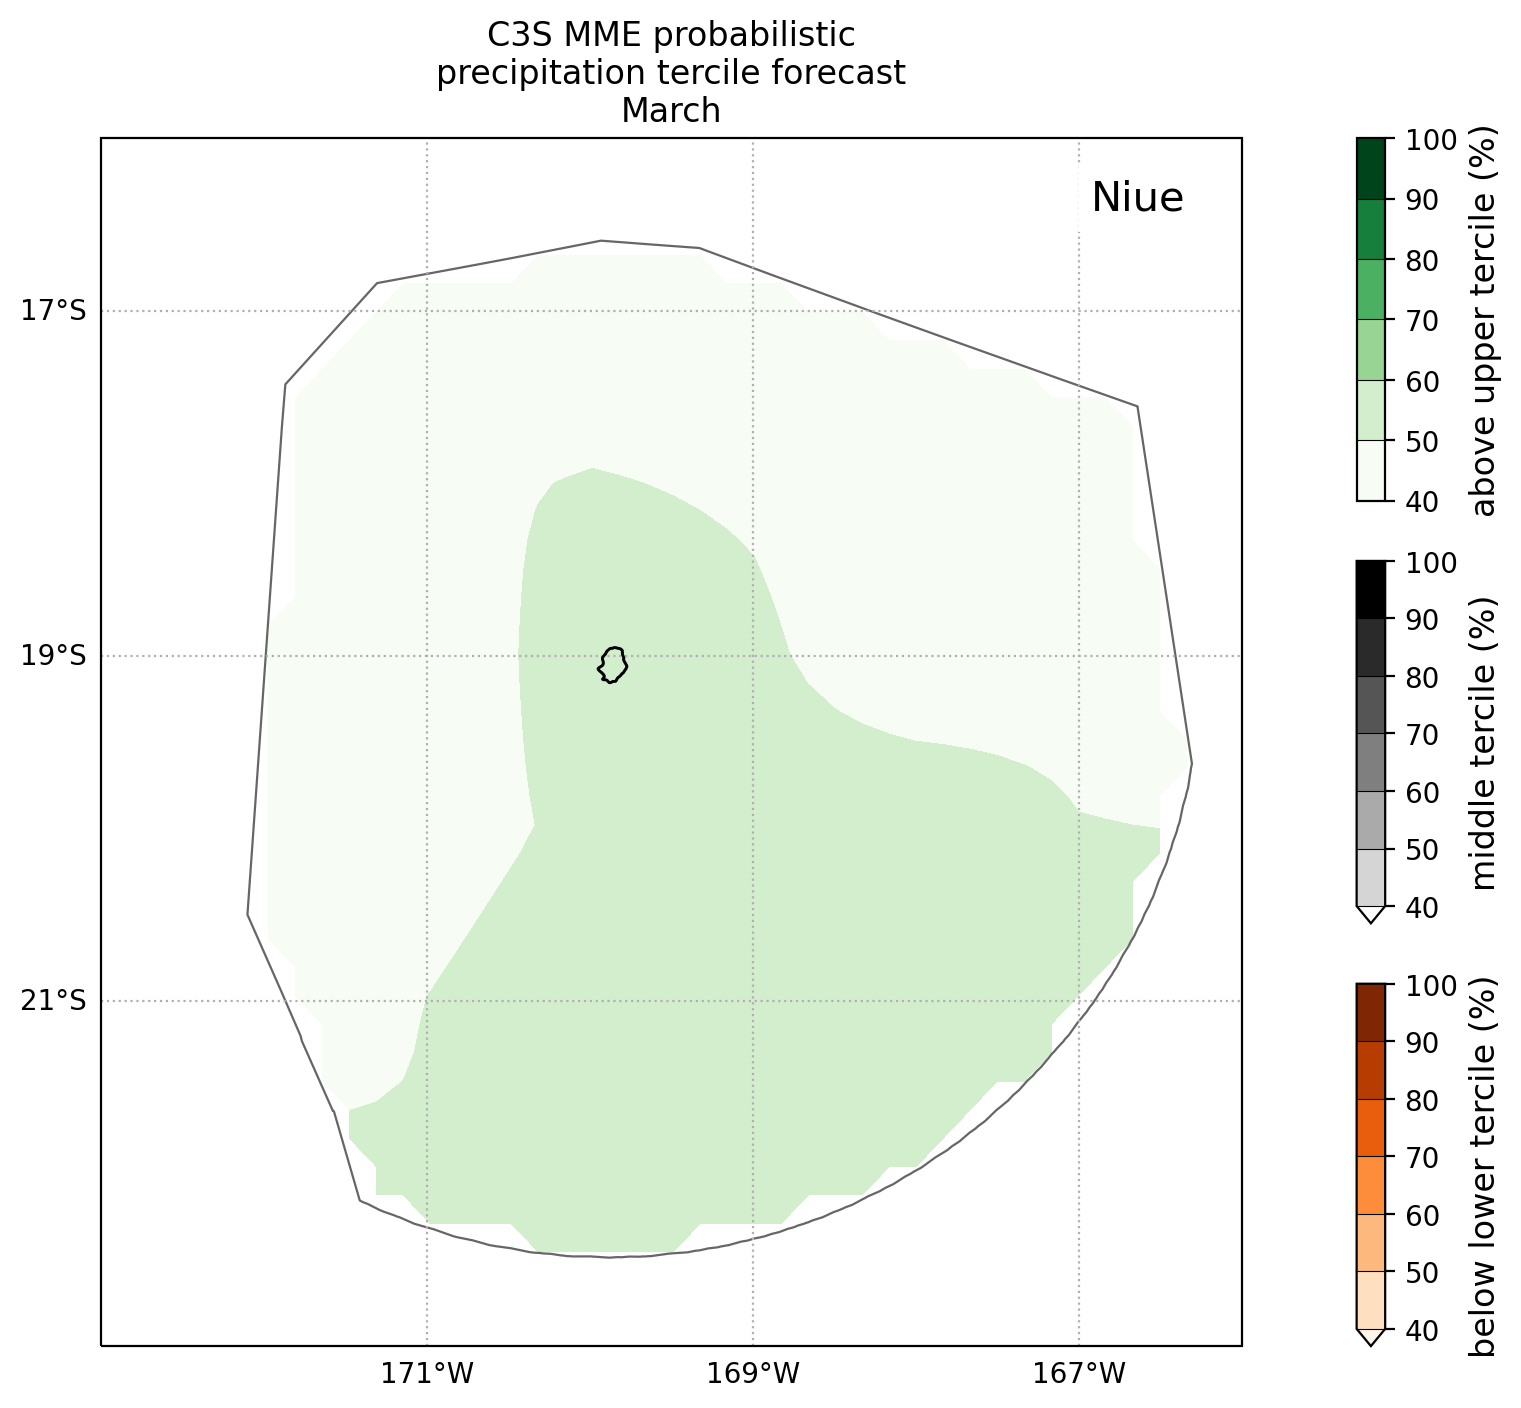 C3S MME probabilistic
precipitation tercile forecast
March
Niue
17°S
19°S
21°S
171°W
169°W
167°W
100
90
80
70
60
50
40
above upper tercile (%)
100
90
80
70
60
50
40
middle tercile (%)
100
90
80
70
60
50
40
below lower tercile (%)